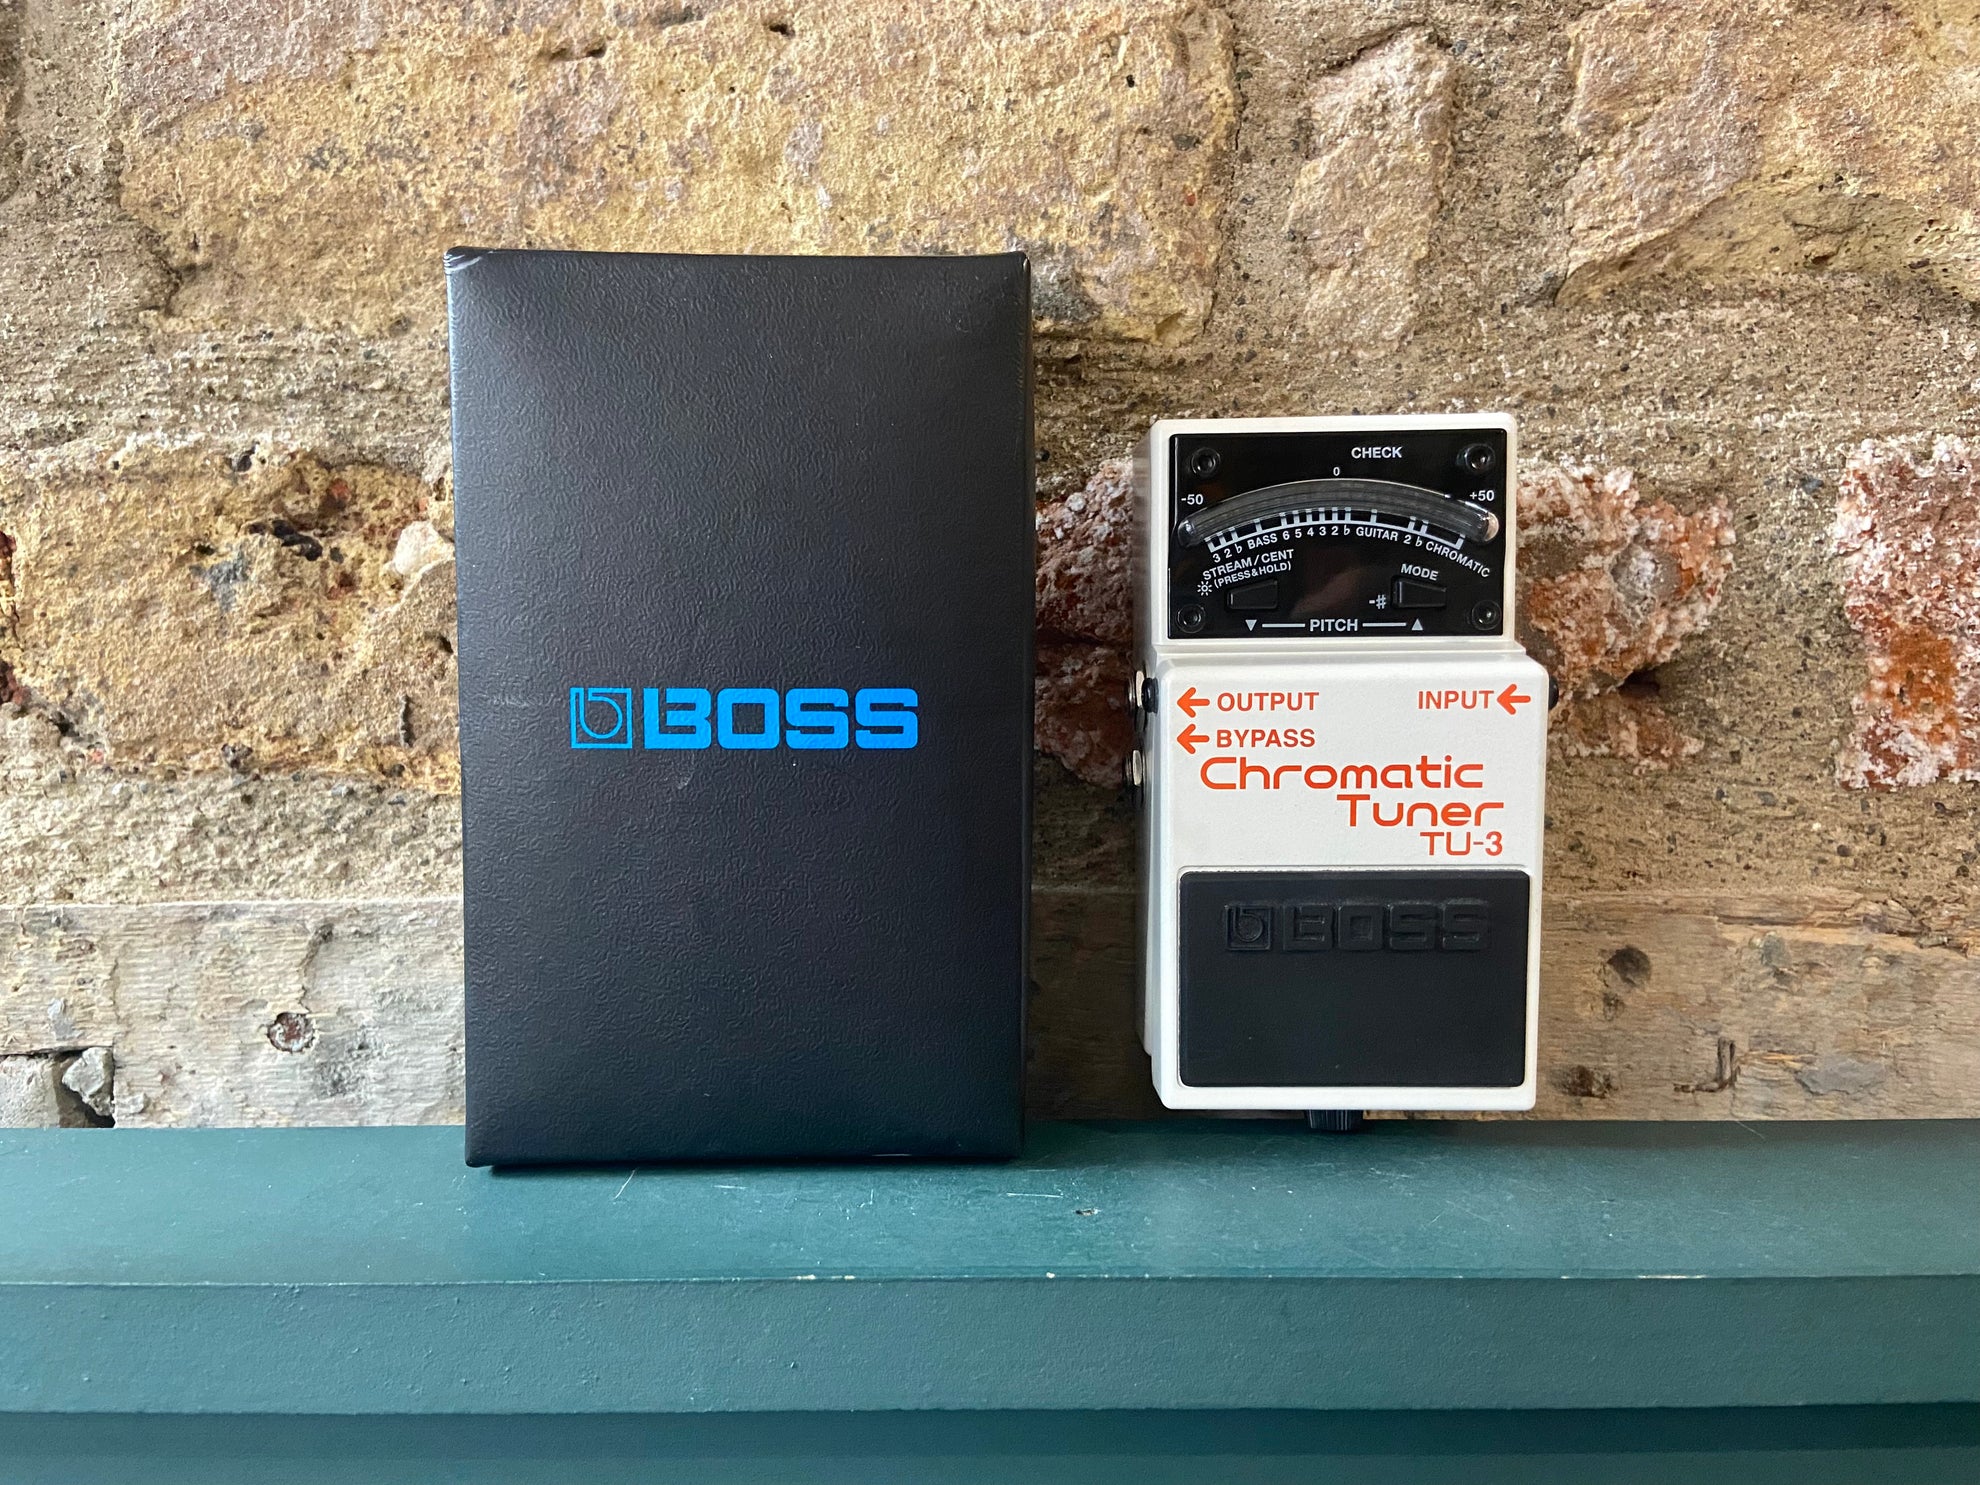 BOSS
CHECK
0
-50 +50
3 2 ♭ BASS 6 5 4 3 2 ♭ GUITAR 2 ♭ CHROMATIC
STREAM/CENT
(PRESS&HOLD)
MODE
-#
▼ PITCH ▲
← OUTPUT INPUT ←
← BYPASS
Chromatic
Tuner
TU-3
BOSS